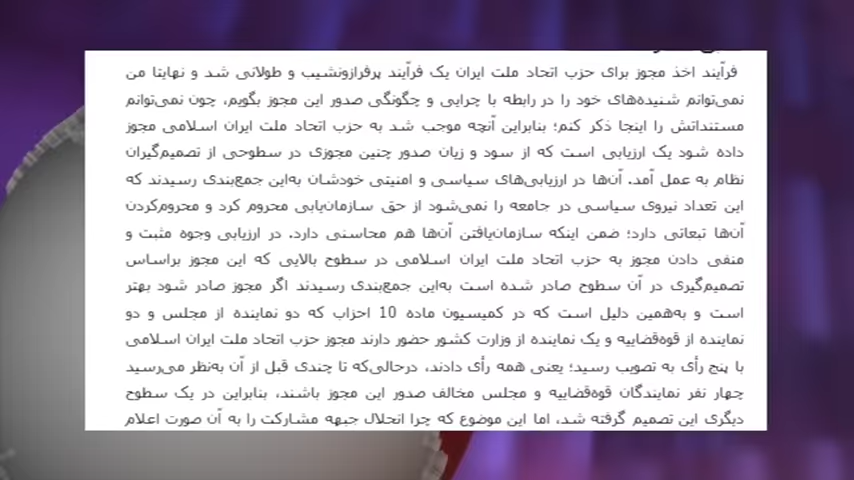 فرآیند اخذ مجوز برای حزب اتحاد ملت ایران یک فرآیند پرفرازونشیب و طولانی شد و نهایتا من
نمی‌توانم شنیده‌های خود را در رابطه با چرایی و چگونگی صدور این مجوز بگویم، چون نمی‌توانم
مستنداتش را اینجا ذکر کنم؛ بنابراین آنچه موجب شد به حزب اتحاد ملت ایران اسلامی مجوز
داده شود یک ارزیابی است که از سود و زیان صدور چنین مجوزی در سطوحی از تصمیم‌گیران
نظام به عمل آمد. آن‌ها در ارزیابی‌های سیاسی و امنیتی خودشان به‌این جمع‌بندی رسیدند که
این تعداد نیروی سیاسی در جامعه را نمی‌شود از حق سازمان‌یابی محروم کرد و محروم‌کردن
آن‌ها تبعاتی دارد؛ ضمن اینکه سازمان‌یافتن آن‌ها هم محاسنی دارد. در ارزیابی وجوه مثبت و
منفی دادن مجوز به حزب اتحاد ملت ایران اسلامی در سطوح بالایی که این مجوز براساس
تصمیم‌گیری در آن سطوح صادر شده است به‌این جمع‌بندی رسیدند اگر مجوز صادر شود بهتر
است و به‌همین دلیل است که در کمیسیون ماده 10 احزاب که دو نماینده از مجلس و دو
نماینده از قوه‌قضاییه و یک نماینده از وزارت کشور حضور دارند مجوز حزب اتحاد ملت ایران اسلامی
با پنج رأی به تصویب رسید؛ یعنی همه رأی دادند، درحالی‌که تا چندی قبل از آن به‌نظر می‌رسید
چهار نفر نمایندگان قوه‌قضاییه و مجلس مخالف صدور این مجوز باشند، بنابراین در یک سطوح
دیگری این تصمیم گرفته شد، اما این موضوع که چرا انحلال جبهه مشارکت را به آن صورت اعلام